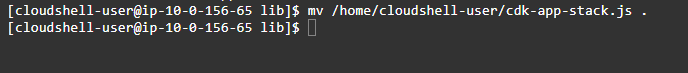 [cloudshell-user@ip-10-0-156-65 lib]$ mv /home/cloudshell-user/cdk-app-stack.js .
[cloudshell-user@ip-10-0-156-65 lib]$